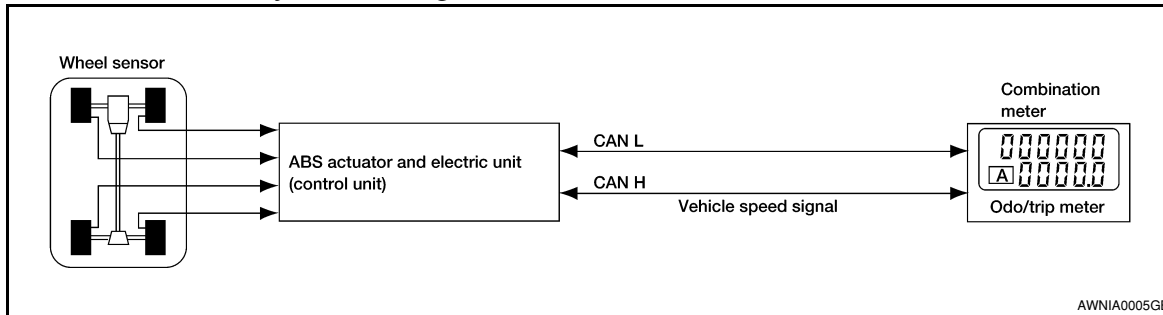 Wheel sensor
ABS actuator and electric unit
(control unit)
CAN L
CAN H
Vehicle speed signal
Combination
meter
000000
A 0000.0
Odo/trip meter